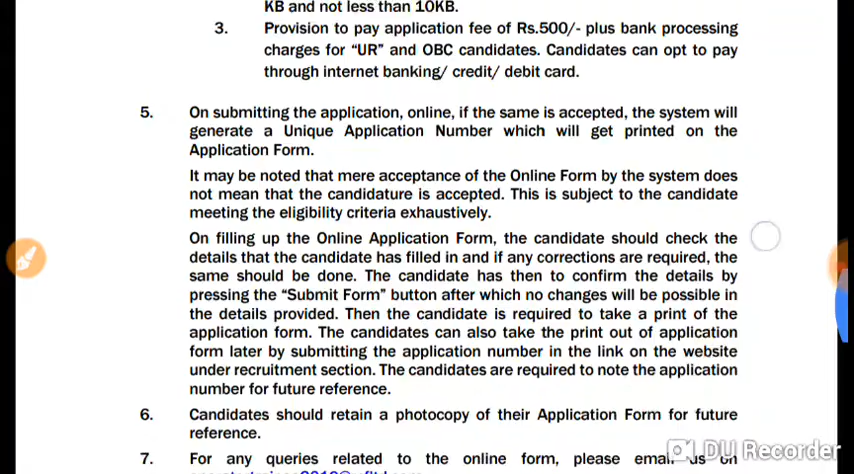 KB and not less than 10KB.
3. Provision to pay application fee of Rs.500/- plus bank processing
charges for “UR” and OBC candidates. Candidates can opt to pay
through internet banking/ credit/ debit card.
5. On submitting the application, online, if the same is accepted, the system will
generate a Unique Application Number which will get printed on the
Application Form.
It may be noted that mere acceptance of the Online Form by the system does
not mean that the candidature is accepted. This is subject to the candidate
meeting the eligibility criteria exhaustively.
On filling up the Online Application Form, the candidate should check the
details that the candidate has filled in and if any corrections are required, the
same should be done. The candidate has then to confirm the details by
pressing the “Submit Form” button after which no changes will be possible in
the details provided. Then the candidate is required to take a print of the
application form. The candidates can also take the print out of application
form later by submitting the application number in the link on the website
under recruitment section. The candidates are required to note the application
number for future reference.
6. Candidates should retain a photocopy of their Application Form for future
reference.
7. For any queries related to the online form, please email us on
DU Recorder